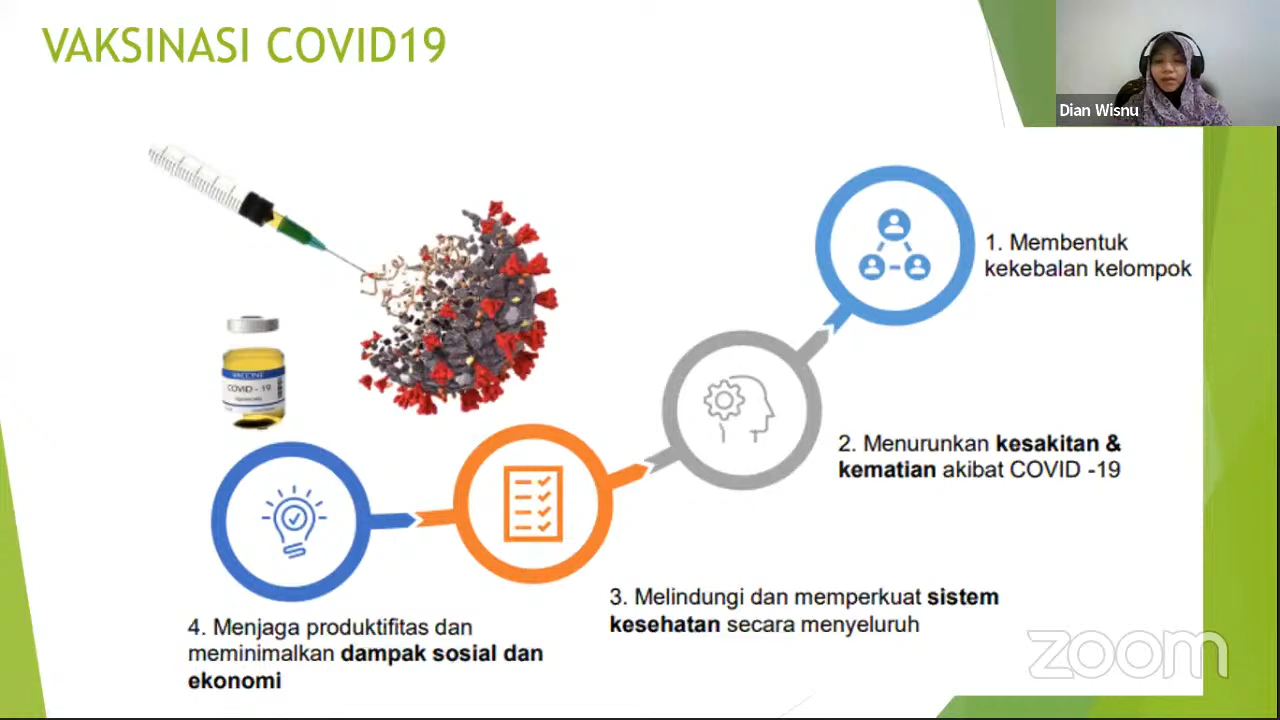 VAKSINASI COVID19
Dian Wisnu
1. Membentuk
kekebalan kelompok
2. Menurunkan kesakitan &
kematian akibat COVID -19
3. Melindungi dan memperkuat sistem
kesehatan secara menyeluruh
4. Menjaga produktifitas dan
meminimalkan dampak sosial dan
ekonomi
VACCINE
COVID - 19
zoom